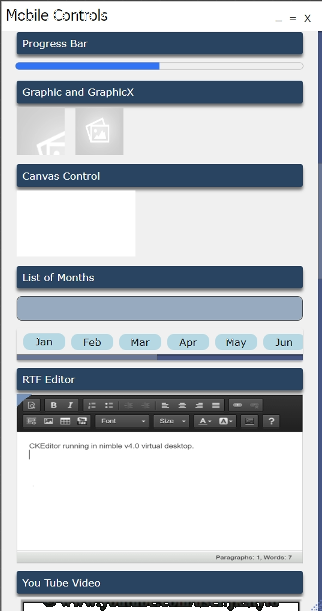 Mobile Controls
_ = X
Progress Bar
Graphic and GraphicX
Canvas Control
List of Months
Jan Feb Mar Apr May Jun
RTF Editor
B I
Font Size A A ?
CKEditor running in nimble v4.0 virtual desktop.
Paragraphs: 1, Words: 7
You Tube Video